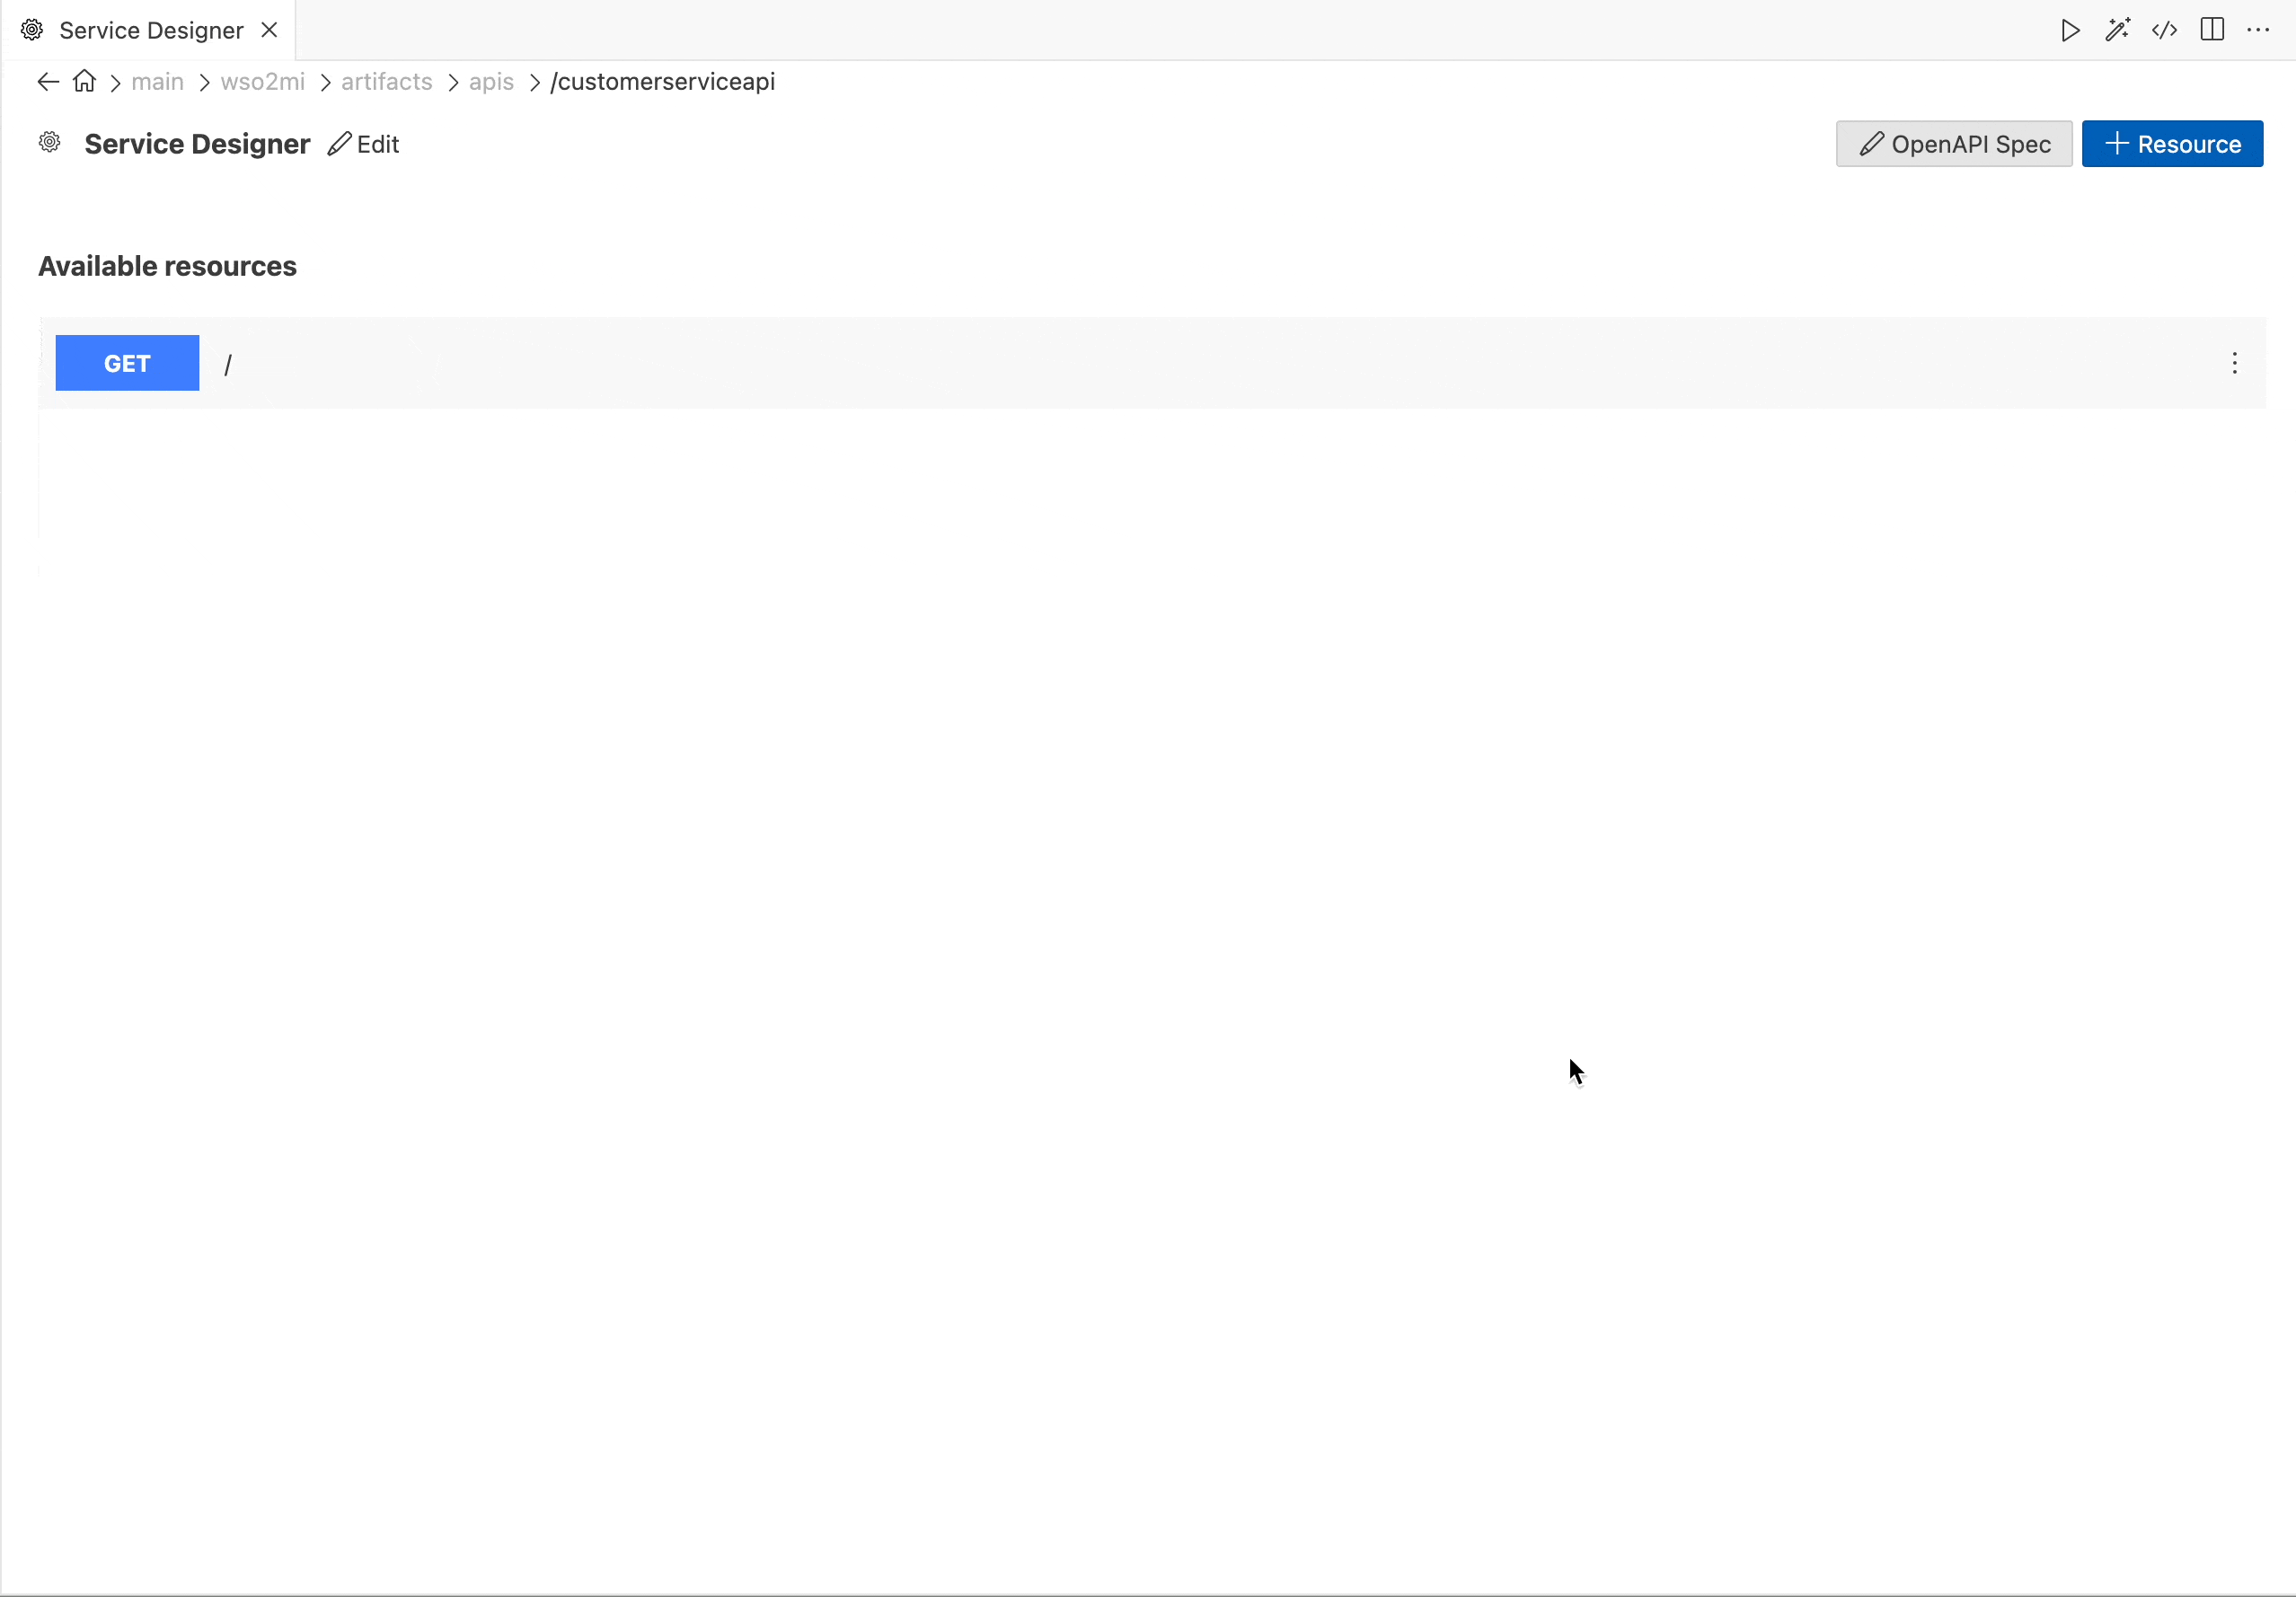 Service Designer
main > wso2mi > artifacts > apis > /customerserviceapi
Service Designer Edit
OpenAPI Spec
Resource
Available resources
GET /